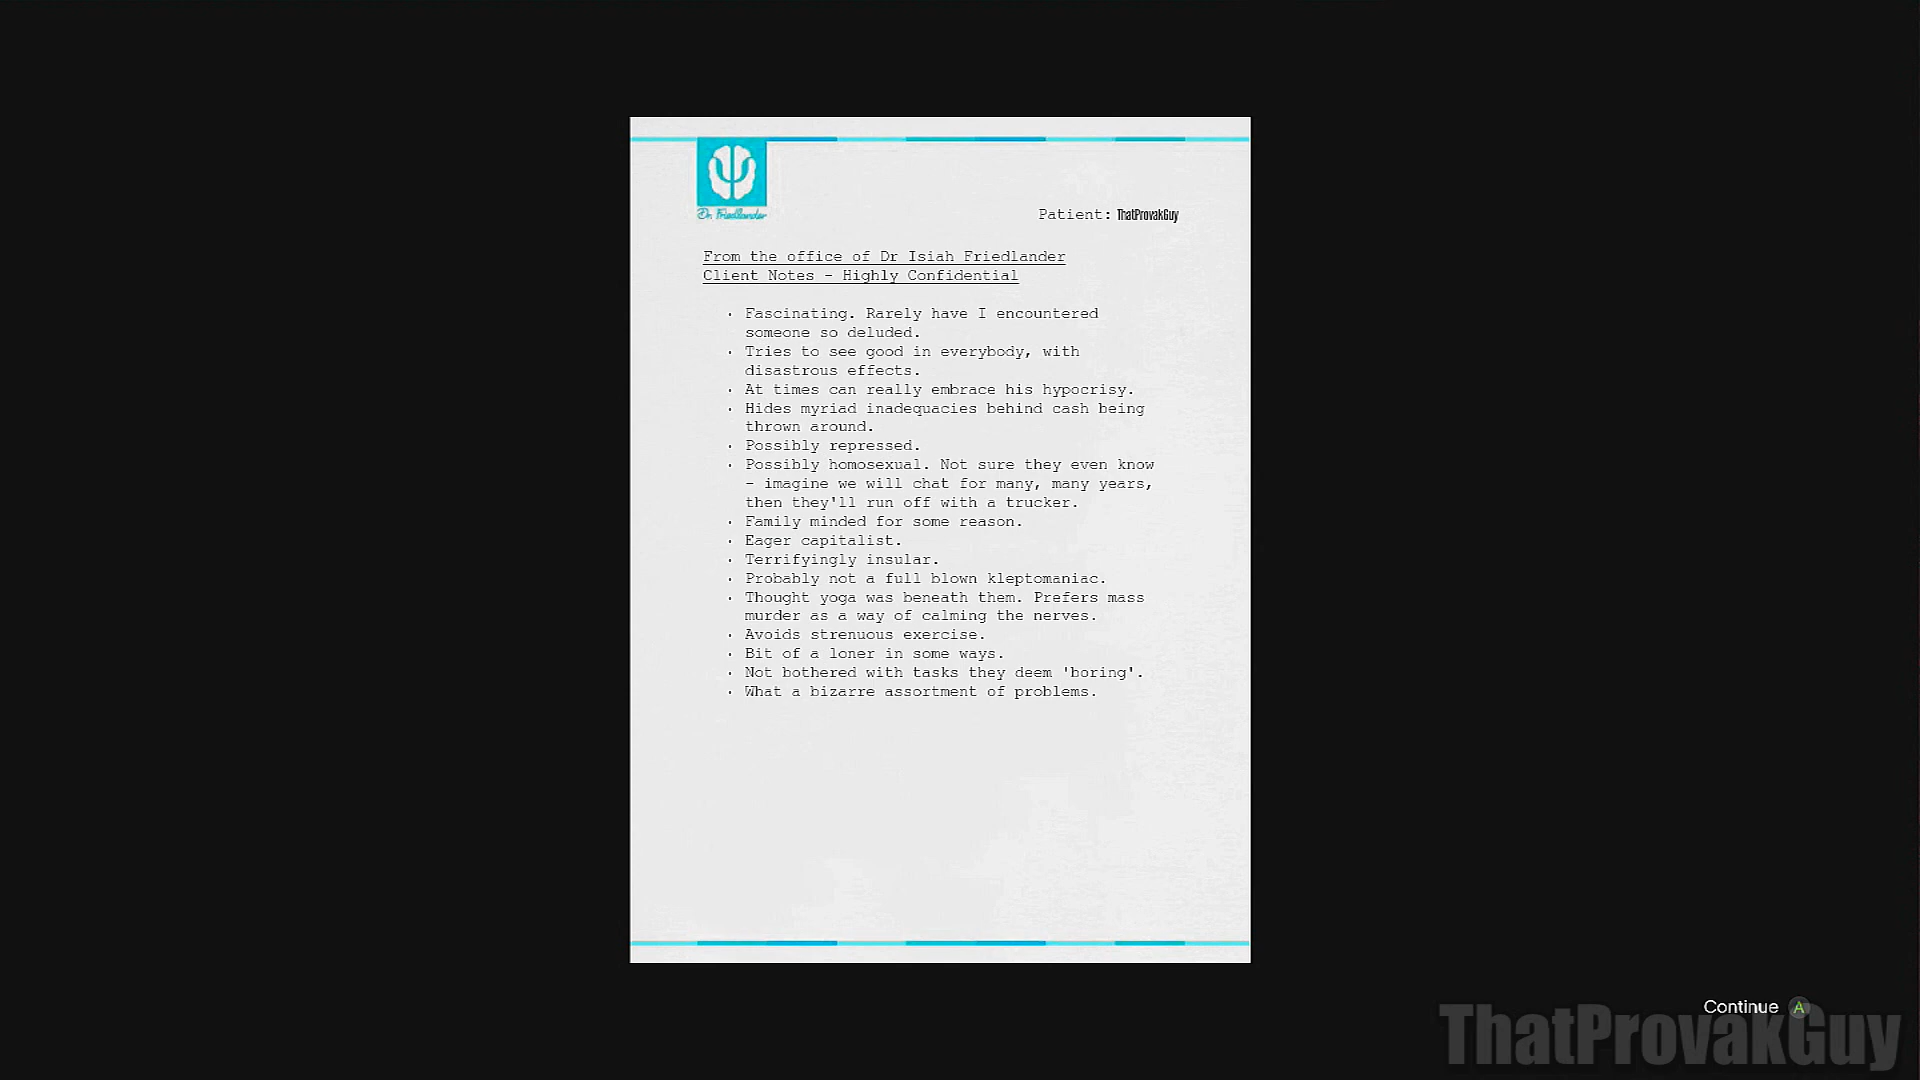 Dr. Friedlander
Patient: ThatProvakGuy
From the office of Dr Isiah Friedlander
Client Notes - Highly Confidential
· Fascinating. Rarely have I encountered
someone so deluded.
· Tries to see good in everybody, with
disastrous effects.
· At times can really embrace his hypocrisy.
· Hides myriad inadequacies behind cash being
thrown around.
· Possibly repressed.
· Possibly homosexual. Not sure they even know
- imagine we will chat for many, many years,
then they'll run off with a trucker.
· Family minded for some reason.
· Eager capitalist.
· Terrifyingly insular.
· Probably not a full blown kleptomaniac.
· Thought yoga was beneath them. Prefers mass
murder as a way of calming the nerves.
· Avoids strenuous exercise.
· Bit of a loner in some ways.
· Not bothered with tasks they deem 'boring'.
· What a bizarre assortment of problems.
Continue A
ThatProvakGuy